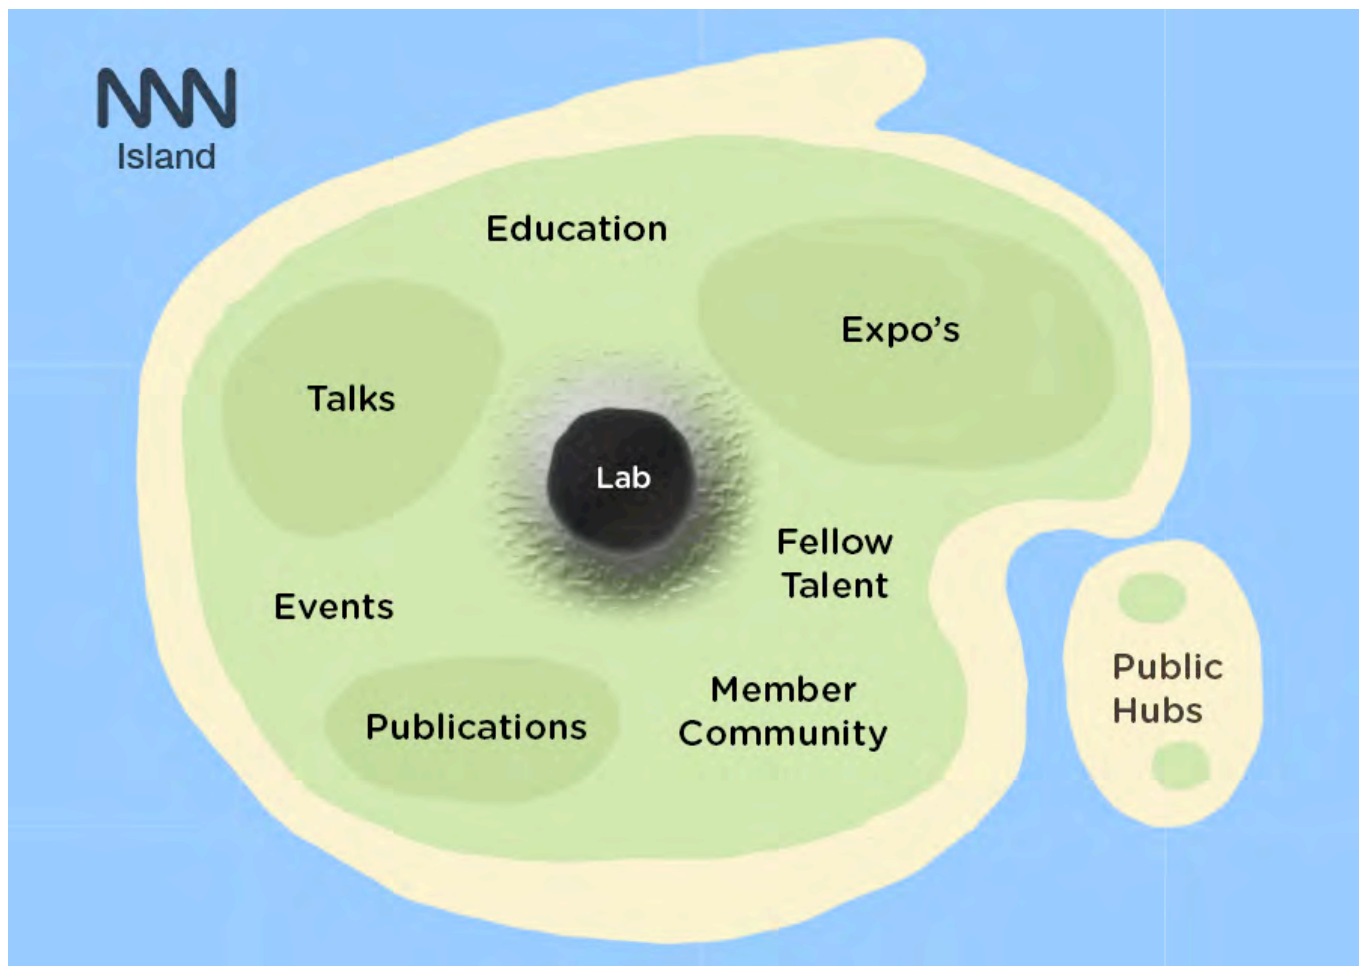 NNN
Island
Education
Expo's
Talks
Lab
Fellow
Talent
Events
Member
Community
Publications
Public
Hubs